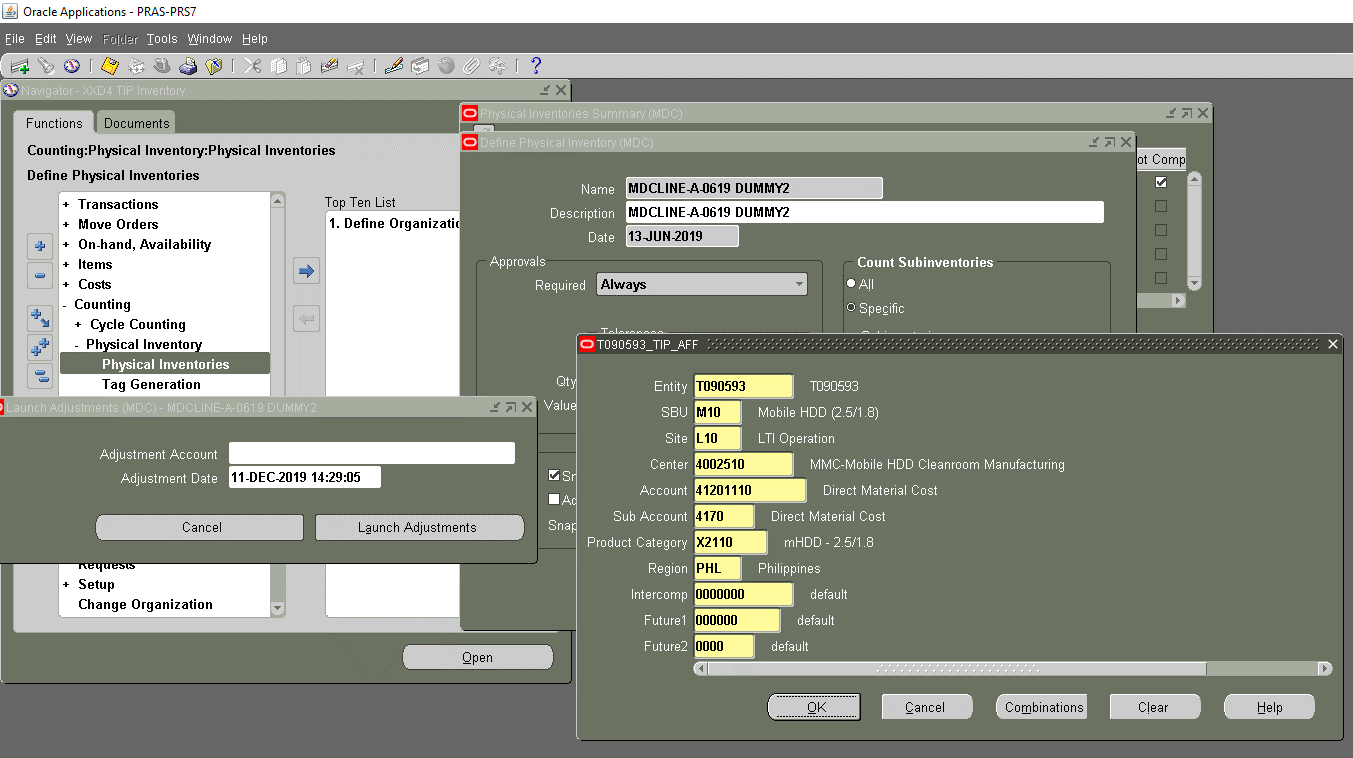 Oracle Applications - PRAS-PRS7
File Edit View Folder Tools Window Help
Navigator - XXD4 TIP Inventory
Functions Documents
Counting:Physical Inventory:Physical Inventories
Define Physical Inventories
+ Transactions
+ Move Orders
+ On-hand, Availability
+ Items
+ Costs
- Counting
+ Cycle Counting
- Physical Inventory
Physical Inventories
Tag Generation
Requests
+ Setup
Change Organization
Top Ten List
1. Define Organizatic
Open
Physical Inventories Summary (MDC)
ot Comp
Define Physical Inventory (MDC)
Name MDCLINE-A-0619 DUMMY2
Description MDCLINE-A-0619 DUMMY2
Date 13-JUN-2019
Approvals
Required Always
Tolerances
Qty
Value
Sn
Ac
Snap
Count Subinventories
All
Specific
Launch Adjustments (MDC) - MDCLINE-A-0619 DUMMY2
Adjustment Account
Adjustment Date 11-DEC-2019 14:29:05
Cancel Launch Adjustments
T090593_TIP_AFF
Entity T090593 T090593
SBU M10 Mobile HDD (2.5/1.8)
Site L10 LTI Operation
Center 4002510 MMC-Mobile HDD Cleanroom Manufacturing
Account 41201110 Direct Material Cost
Sub Account 4170 Direct Material Cost
Product Category X2110 mHDD - 2.5/1.8
Region PHL Philippines
Intercomp 0000000 default
Future1 000000 default
Future2 0000 default
OK Cancel Combinations Clear Help